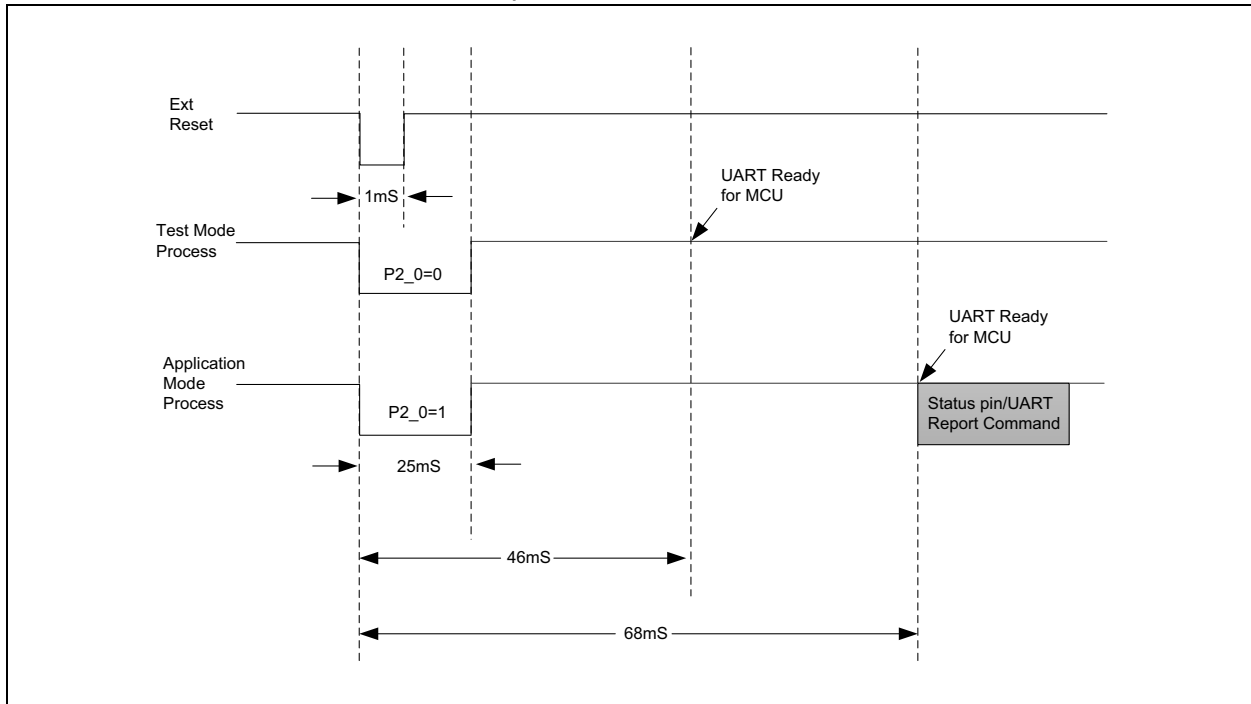 Ext
Reset
1mS
UART Ready
for MCU
Test Mode
Process
P2_0=0
UART Ready
for MCU
Application
Mode
Process
P2_0=1
Status pin/UART
Report Command
25mS
46mS
68mS